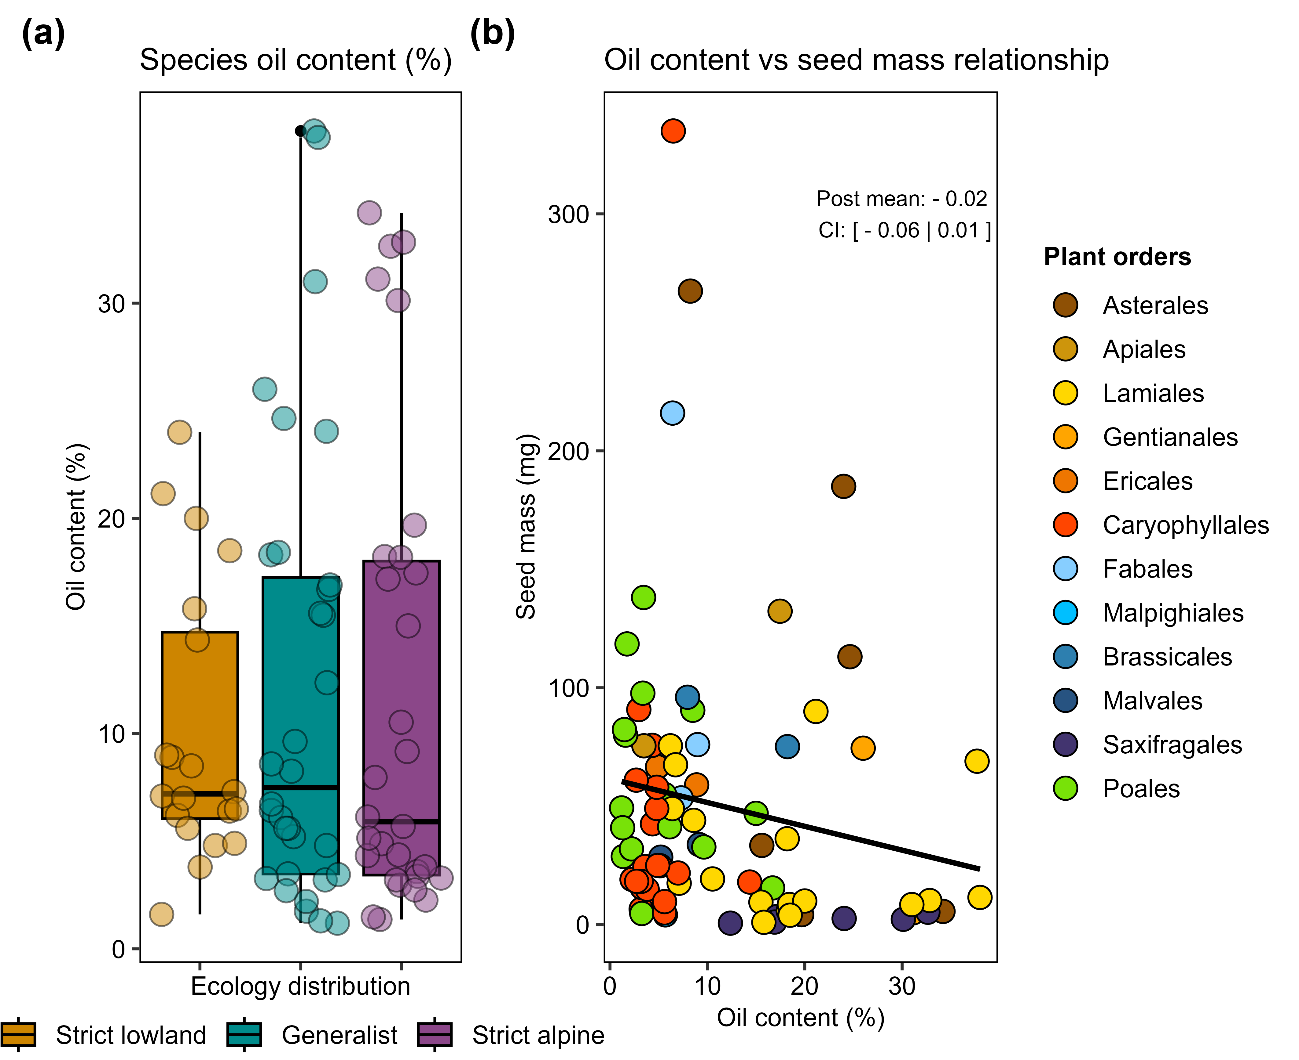 (a)
Species oil content (%)
Oil content (%)
30
20
10
0
Ecology distribution
Strict lowland
Generalist
Strict alpine
(b)
Oil content vs seed mass relationship
Post mean: - 0.02
CI: [ - 0.06 | 0.01 ]
Seed mass (mg)
300
200
100
0
0 10 20 30
Oil content (%)
Plant orders
Asterales
Apiales
Lamiales
Gentianales
Ericales
Caryophyllales
Fabales
Malpighiales
Brassicales
Malvales
Saxifragales
Poales